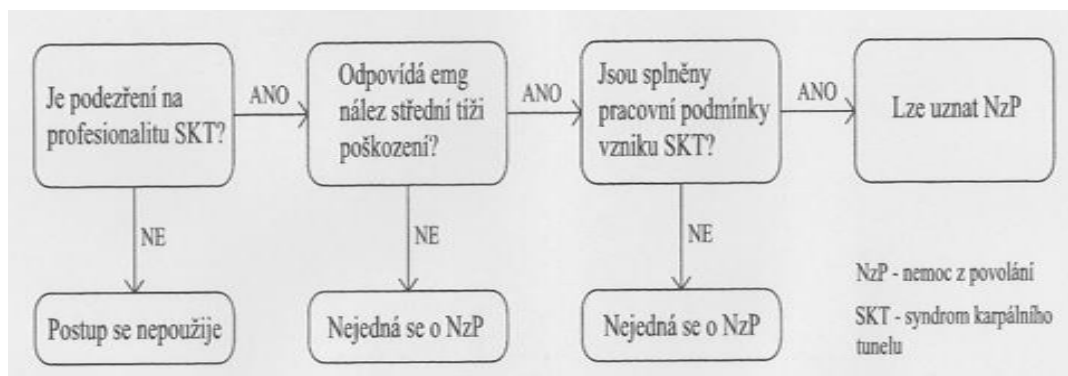 Je podezření na
profesionalitu SKT?
ANO
Odpovídá emg
nález střední tíži
poškození?
ANO
Jsou splněny
pracovní podmínky
vzniku SKT?
ANO
Lze uznat NzP
NE
NE
NE
Postup se nepoužije
Nejedná se o NzP
Nejedná se o NzP
NzP - nemoc z povolání
SKT - syndrom karpálního
tunelu